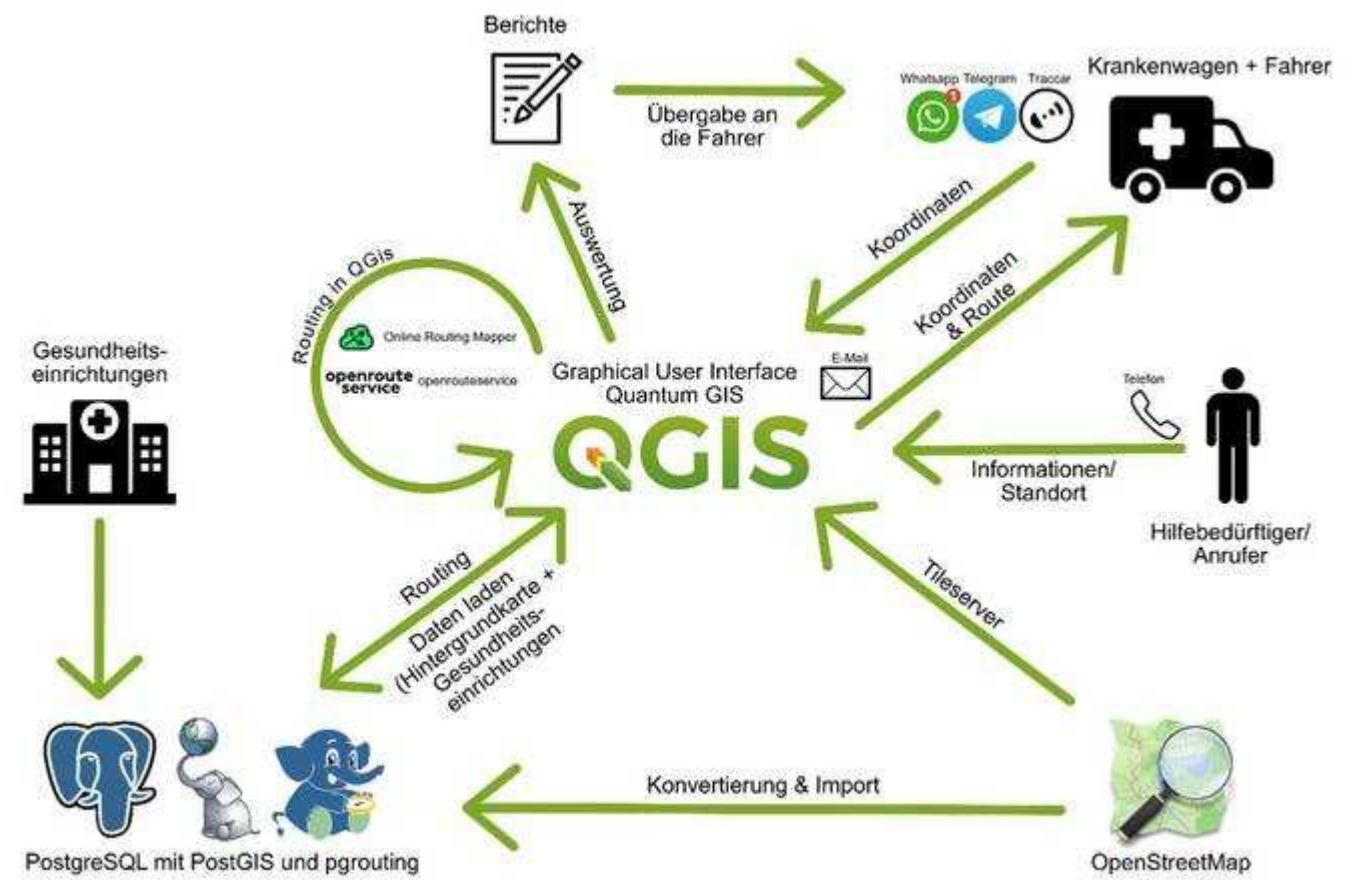 Berichte
Übergabe an
die Fahrer
Whatsapp Telegram Traccar
1
Krankenwagen + Fahrer
Koordinaten
Koordinaten
& Route
Auswertung
Routing in QGis
Online Routing Mapper
openroute
service
openrouteservice
Gesundheits-
einrichtungen
Graphical User Interface
Quantum GIS
QGIS
E-Mail
Telefon
Informationen/
Standort
Hilfebedürftiger/
Anrufer
Routing
Daten laden
(Hintergrundkarte +
Gesundheits-
einrichtungen
Tileserver
Konvertierung & Import
PostgreSQL mit PostGIS und pgrouting
OpenStreetMap